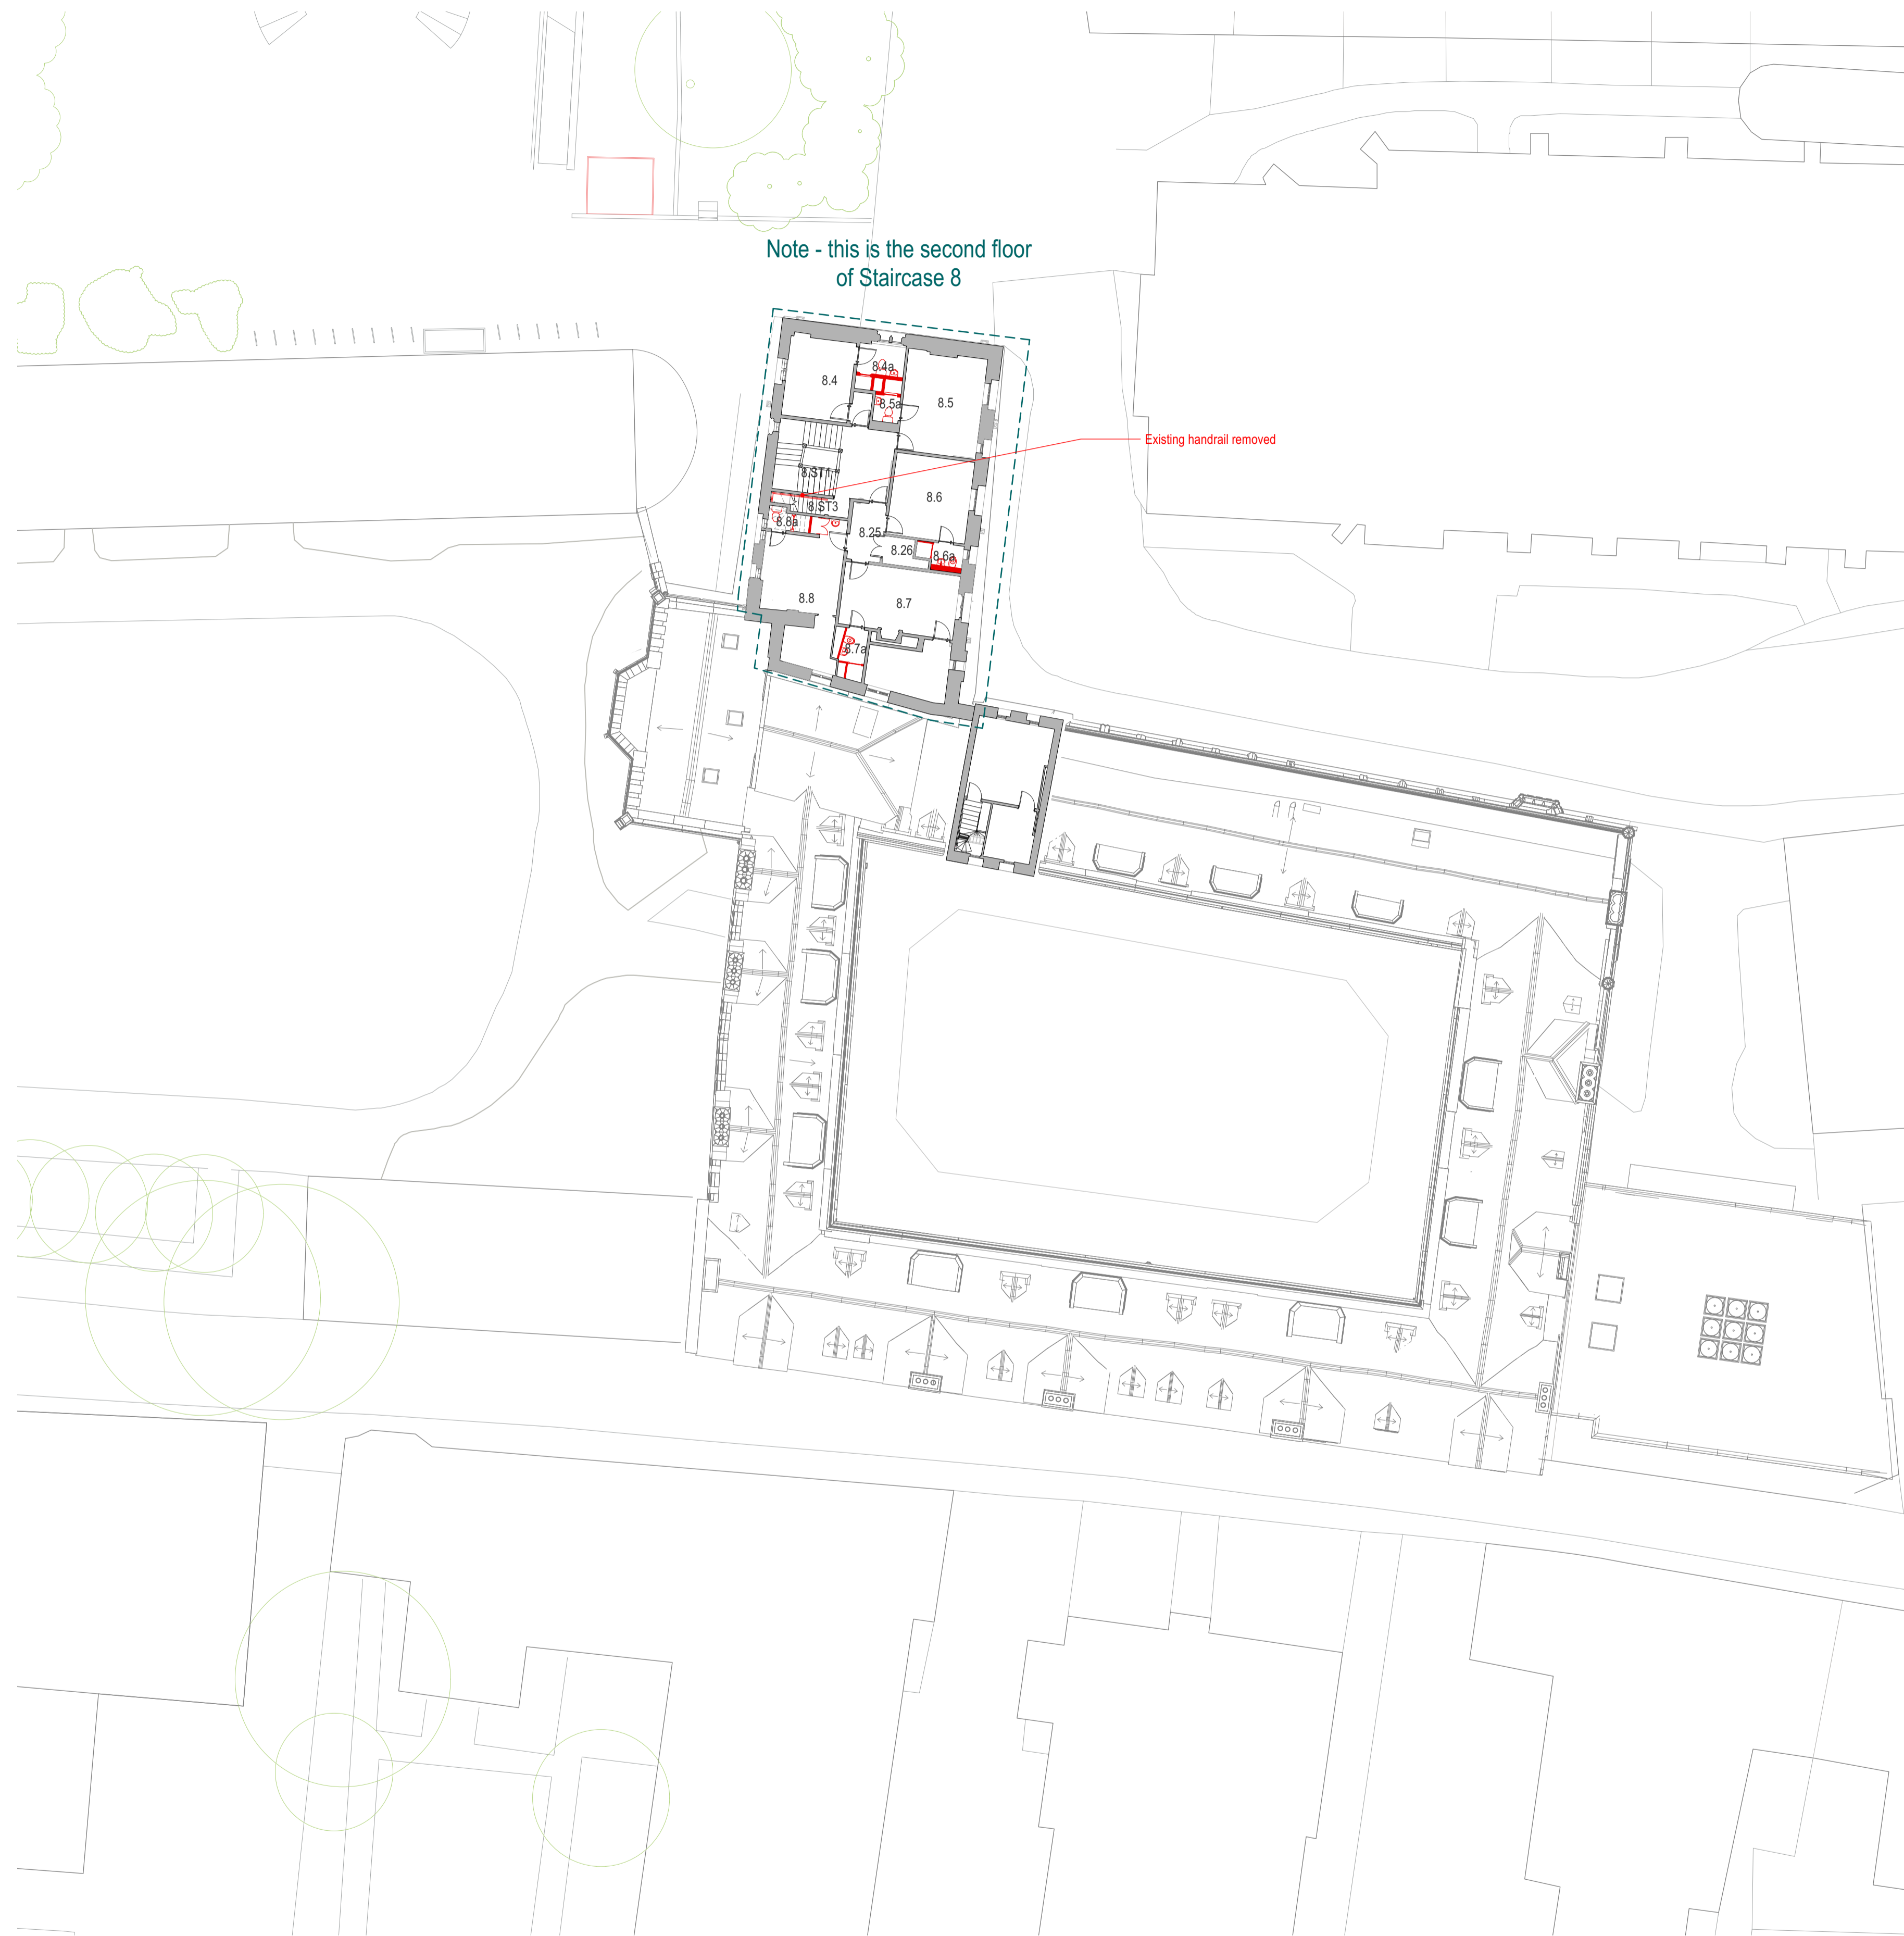 Note - this is the second floor
of Staircase 8
8.4a
8.4
8.5a
8.5
Existing handrail removed
8.ST1
8.6
8.ST3
8.8a
8.25
8.26
8.6a
8.8
8.7
8.7a